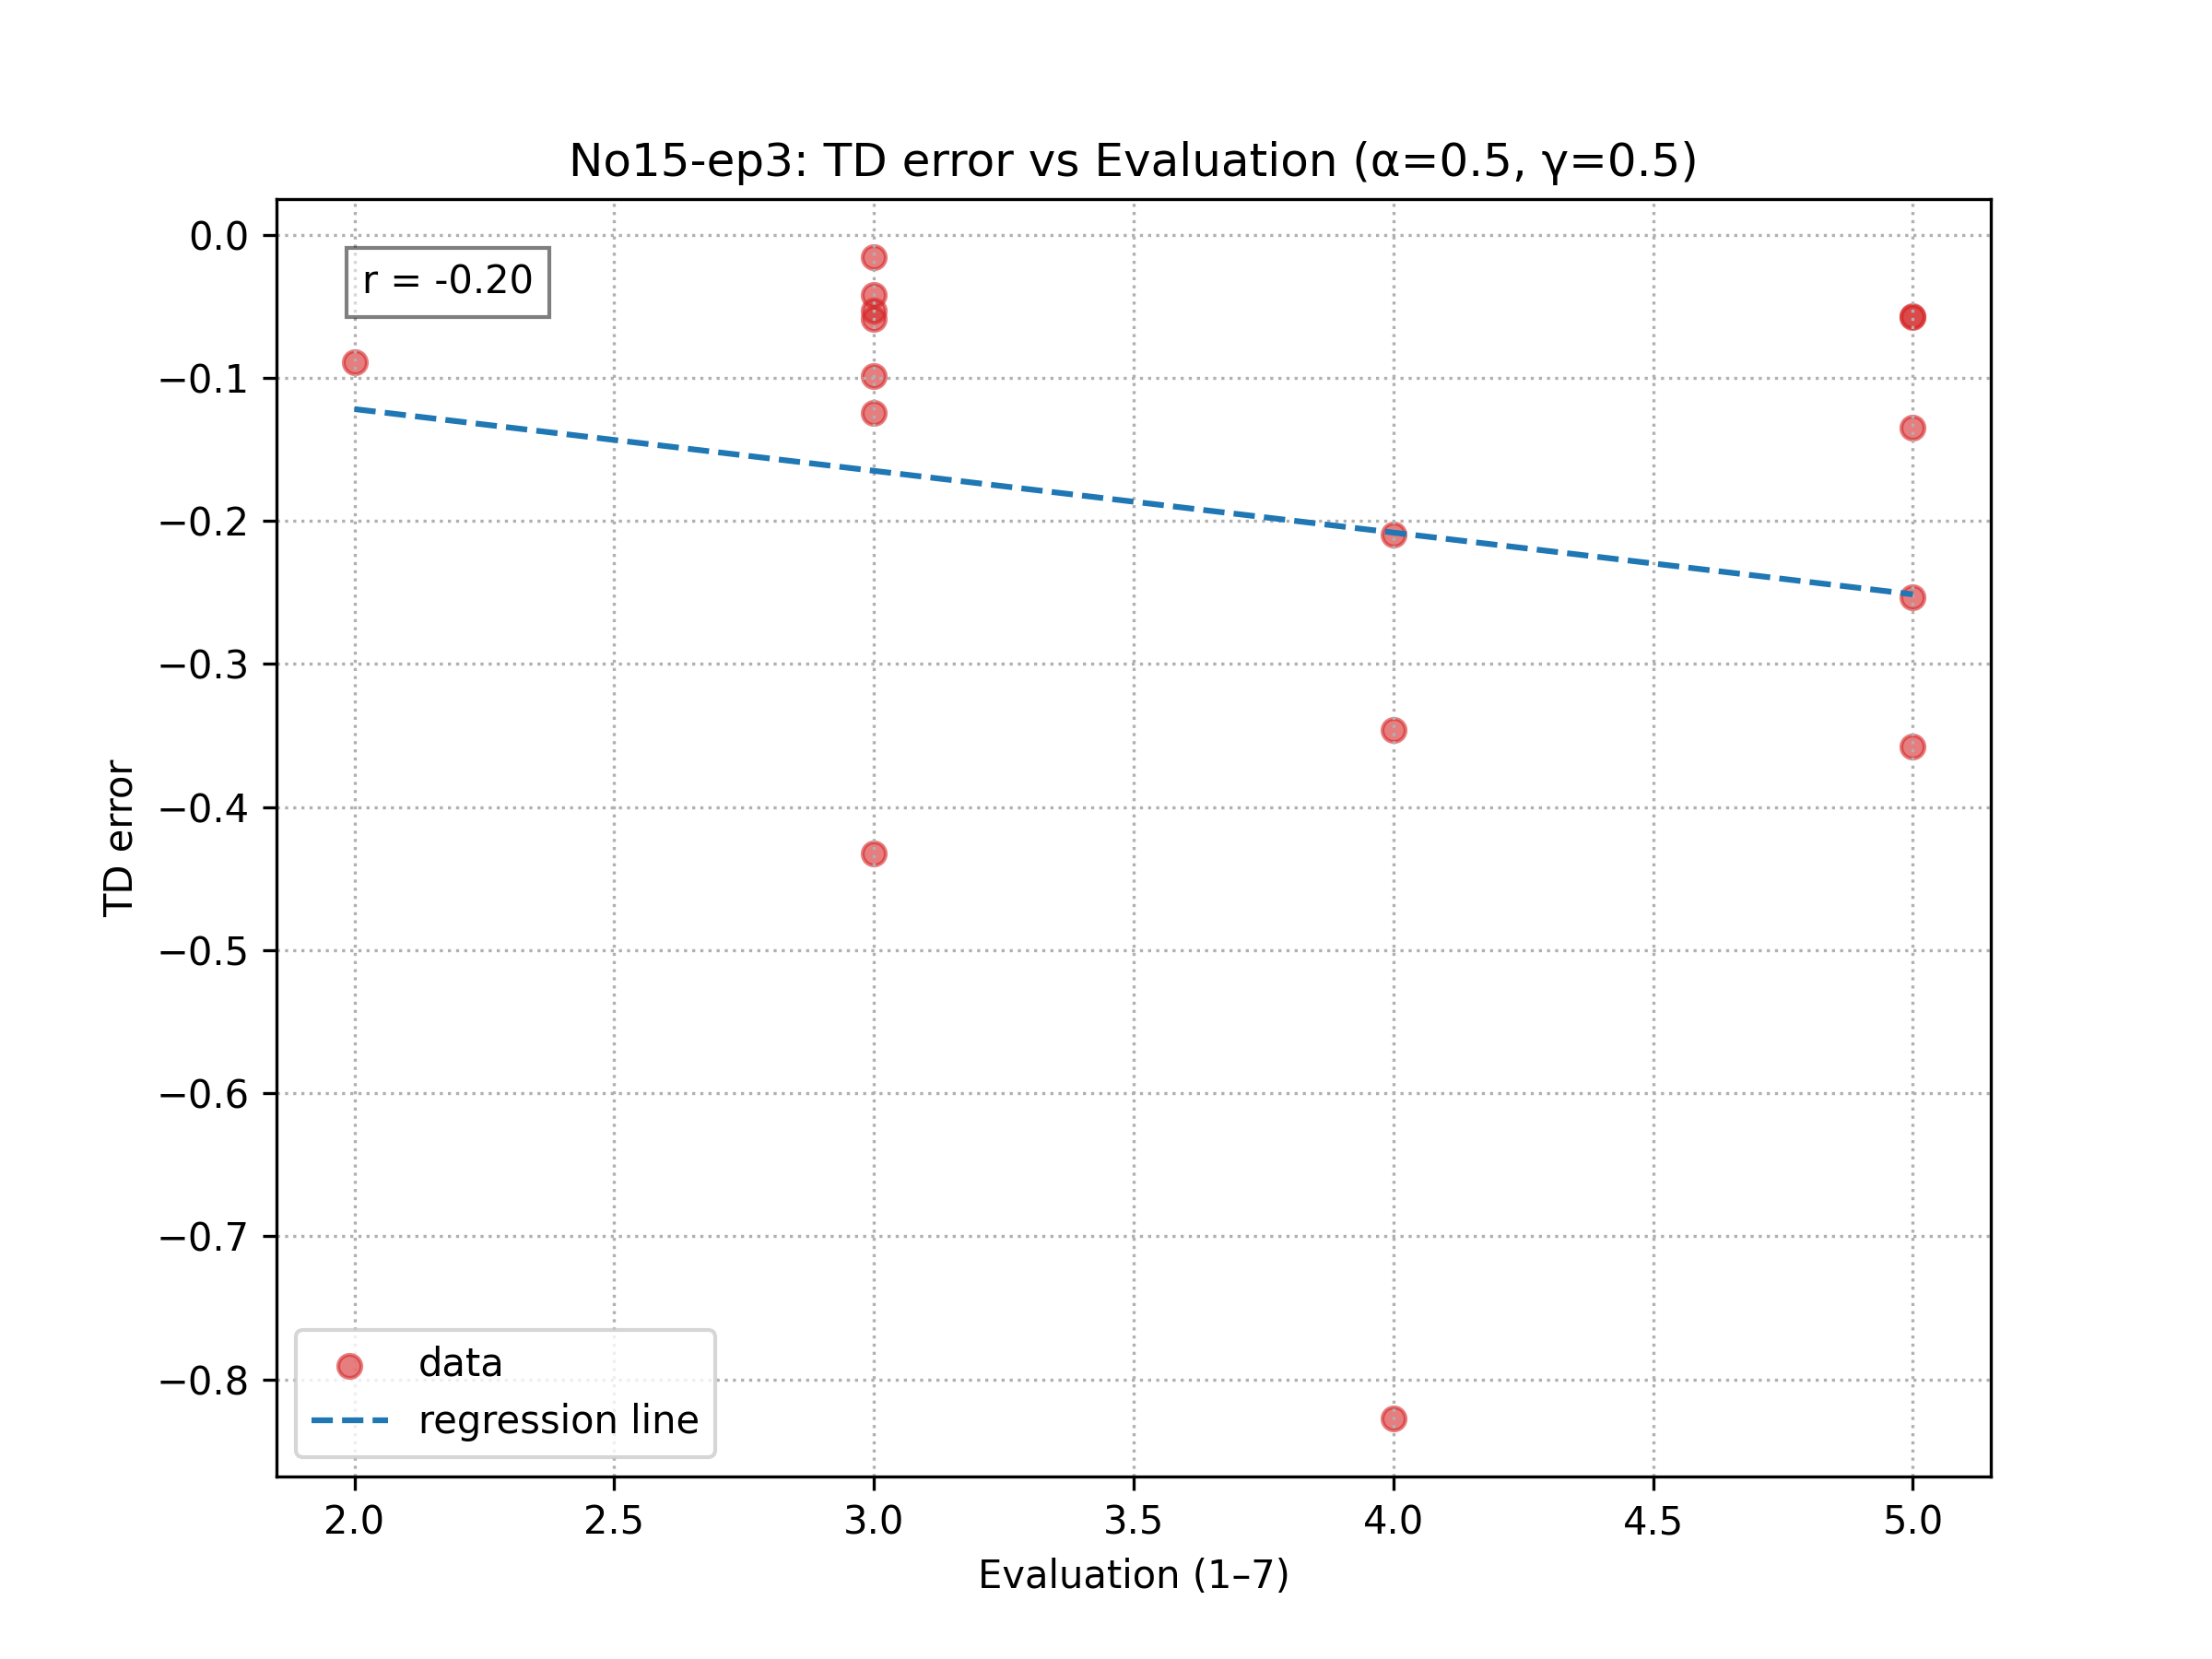 No15-ep3: TD error vs Evaluation (α=0.5, γ=0.5)
r = -0.20
0.0
−0.1
−0.2
−0.3
−0.4
−0.5
−0.6
−0.7
−0.8
TD error
data
regression line
2.0 2.5 3.0 3.5 4.0 4.5 5.0
Evaluation (1–7)